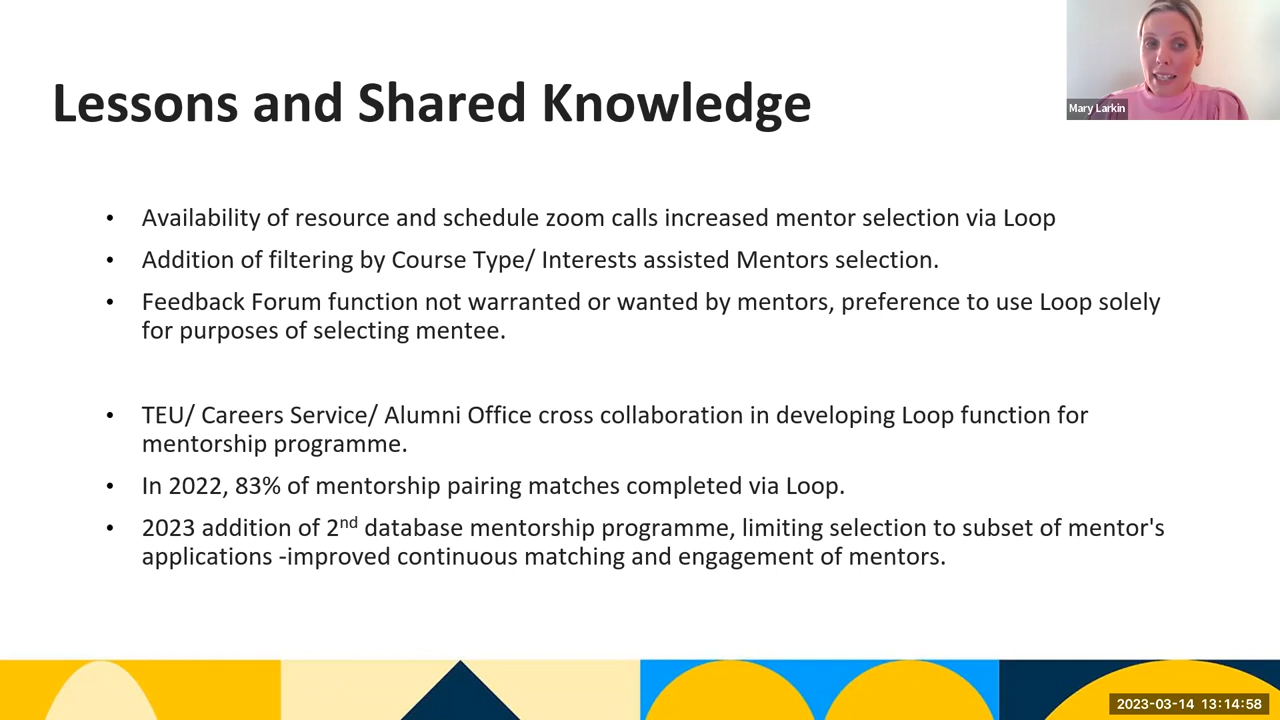 Lessons and Shared Knowledge
Mary Larkin
• Availability of resource and schedule zoom calls increased mentor selection via Loop
• Addition of filtering by Course Type/ Interests assisted Mentors selection.
• Feedback Forum function not warranted or wanted by mentors, preference to use Loop solely
for purposes of selecting mentee.
• TEU/ Careers Service/ Alumni Office cross collaboration in developing Loop function for
mentorship programme.
• In 2022, 83% of mentorship pairing matches completed via Loop.
• 2023 addition of 2nd database mentorship programme, limiting selection to subset of mentor's
applications -improved continuous matching and engagement of mentors.
2023-03-14 13:14:58